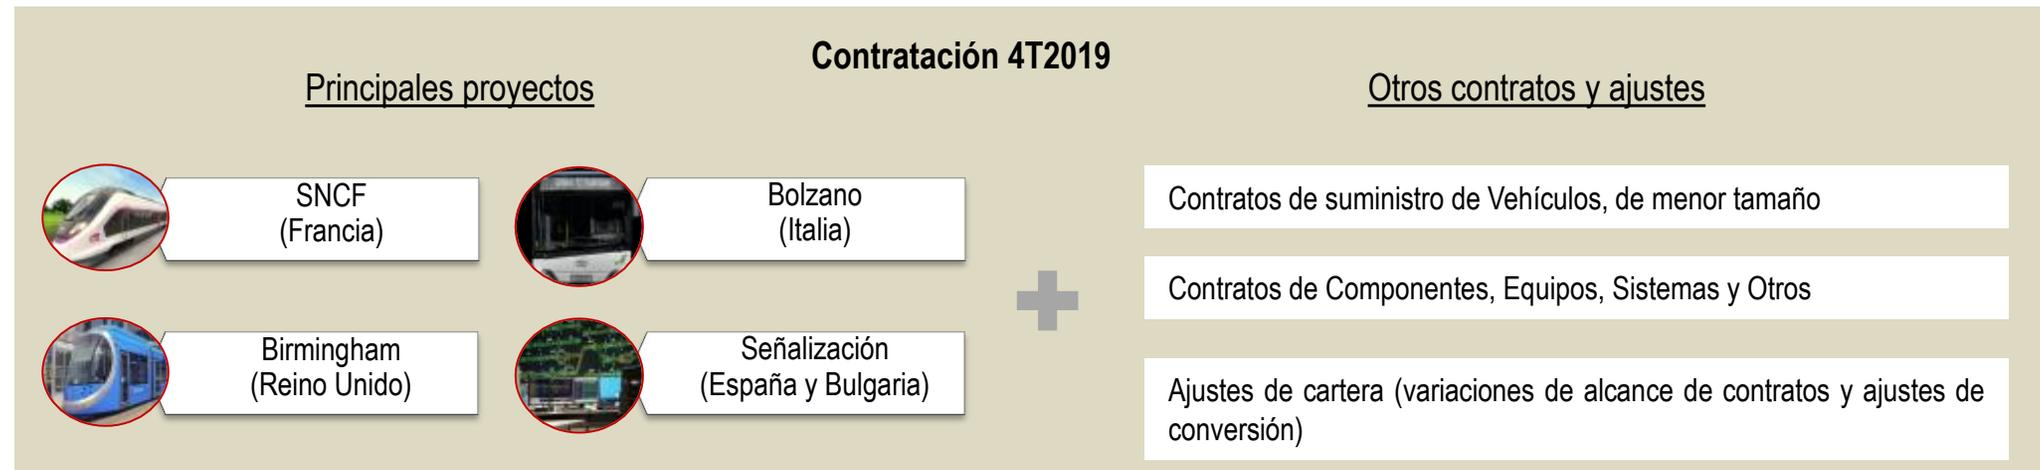 Contratación 4T2019
Principales proyectos
SNCF
(Francia)
Bolzano
(Italia)
Birmingham
(Reino Unido)
Señalización
(España y Bulgaria)
Otros contratos y ajustes
Contratos de suministro de Vehículos, de menor tamaño
Contratos de Componentes, Equipos, Sistemas y Otros
Ajustes de cartera (variaciones de alcance de contratos y ajustes de
conversión)